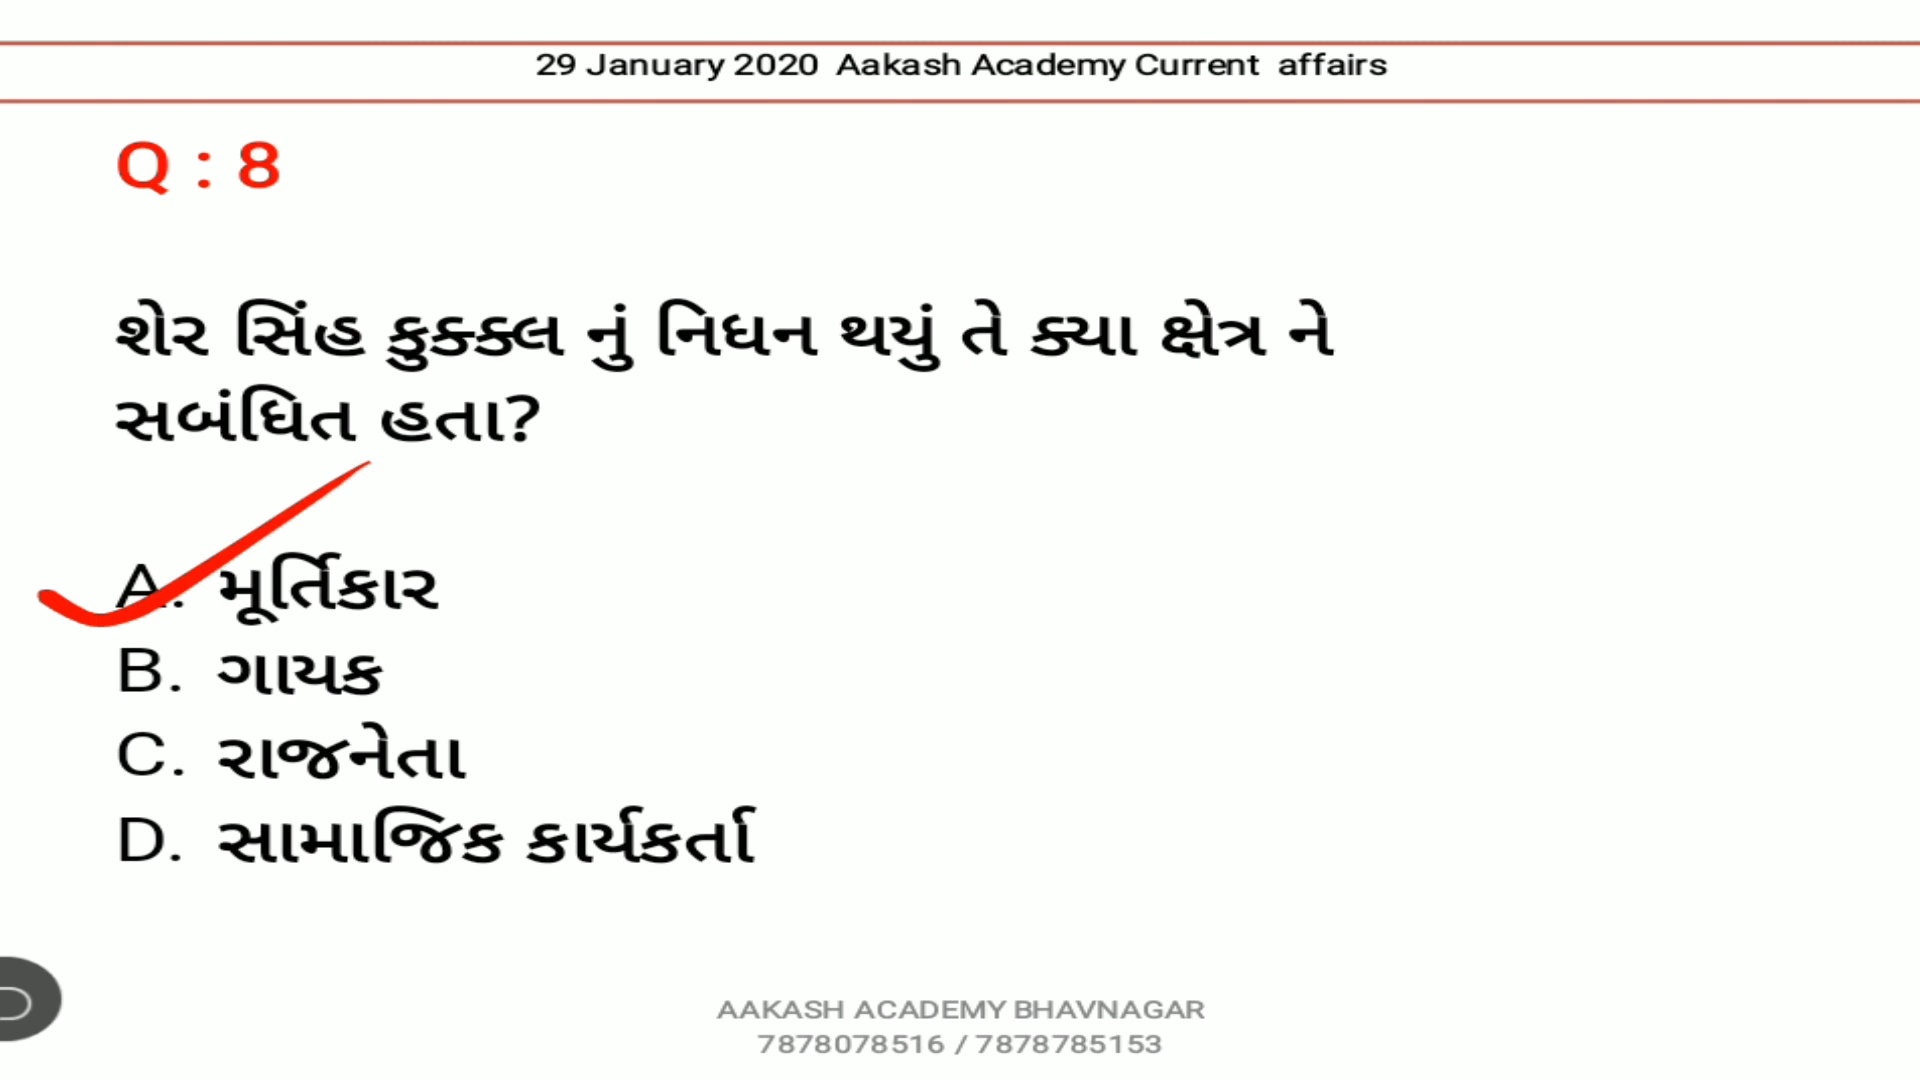 29 January 2020 Aakash Academy Current affairs
Q : 8
શેર સિંહ કુક્ક્લ નું નિધન થયું તે ક્યા ક્ષેત્ર ને
સબંધિત હતા?
A. મૂર્તિકાર
B. ગાયક
C. રાજનેતા
D. સામાજિક કાર્યકર્તા
AAKASH ACADEMY BHAVNAGAR
7878078516 / 7878785153